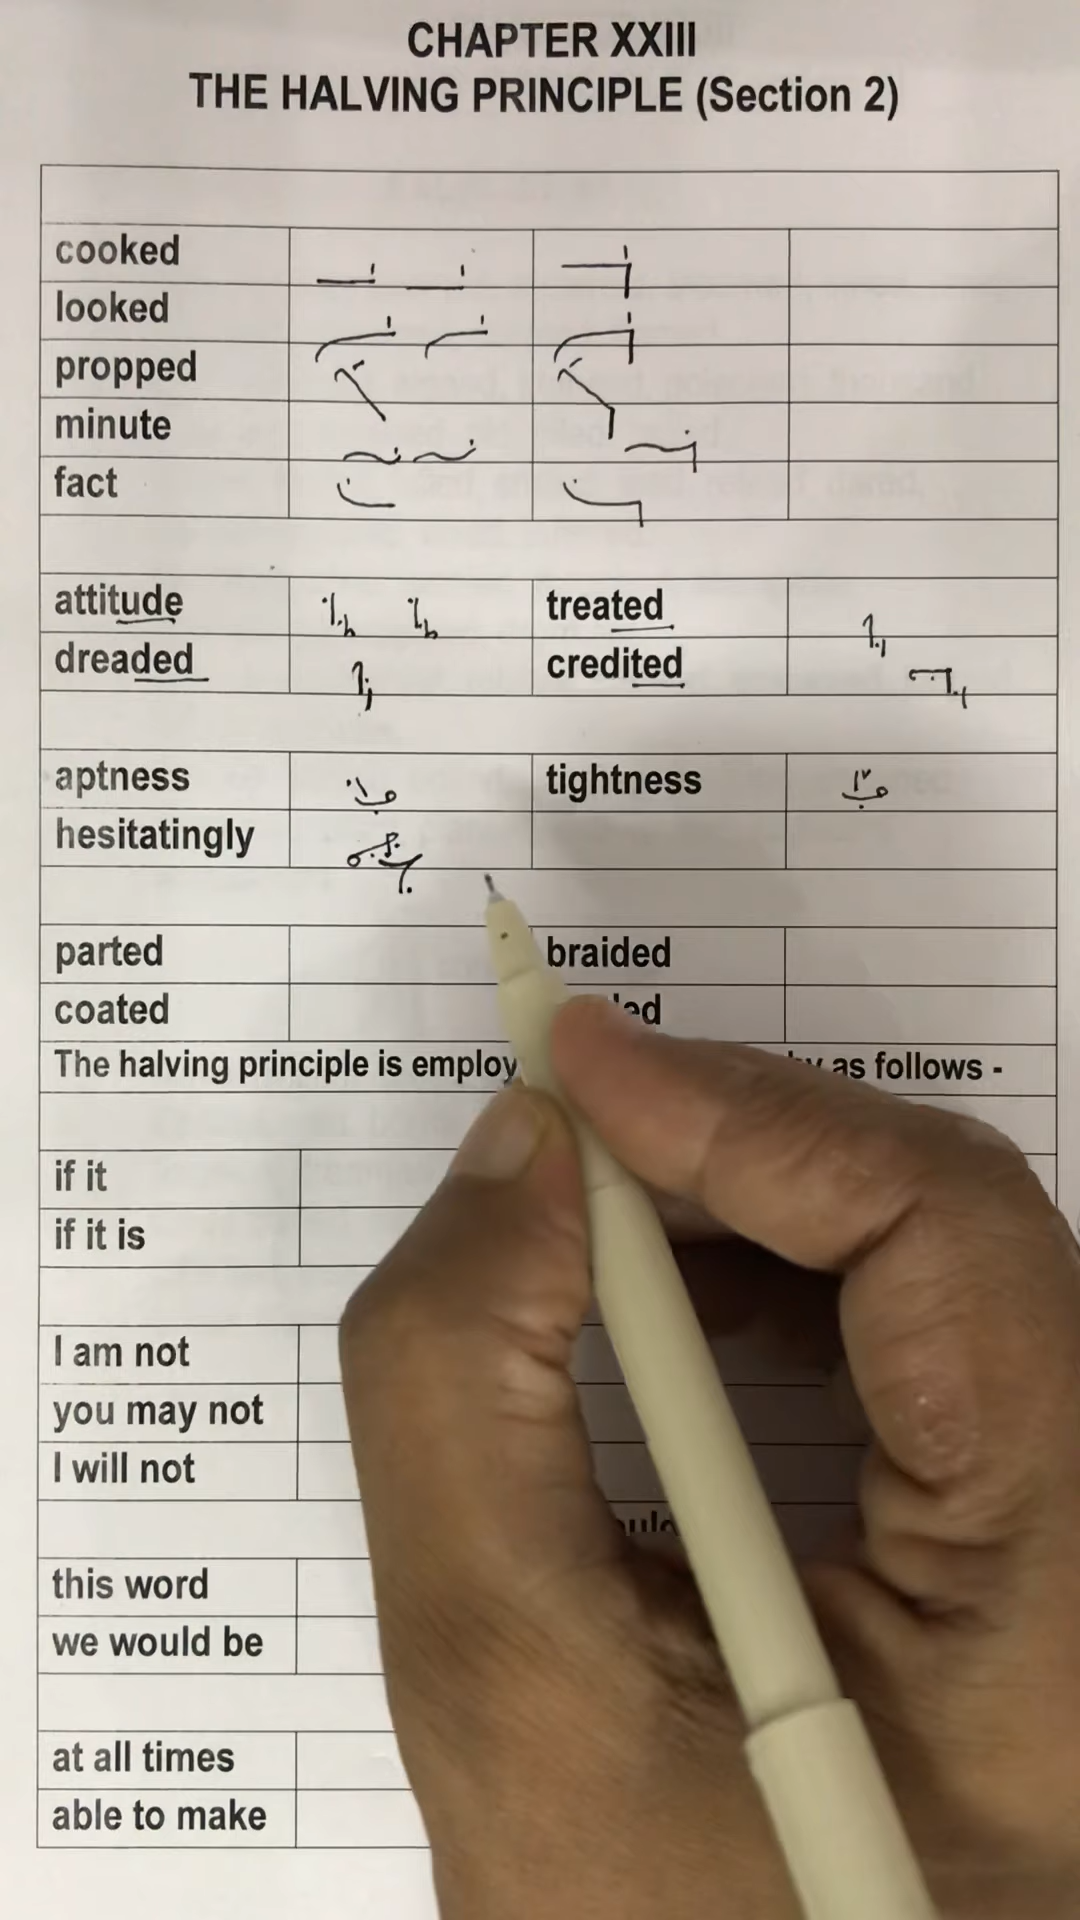 CHAPTER XXIII
THE HALVING PRINCIPLE (Section 2)
cooked
looked
propped
minute
fact
attitude treated
dreaded credited
aptness tightness
hesitatingly
parted braided
coated
The halving principle is as follows -
if it
if it is
I am not
you may not
I will not
this word
we would be
at all times
able to make